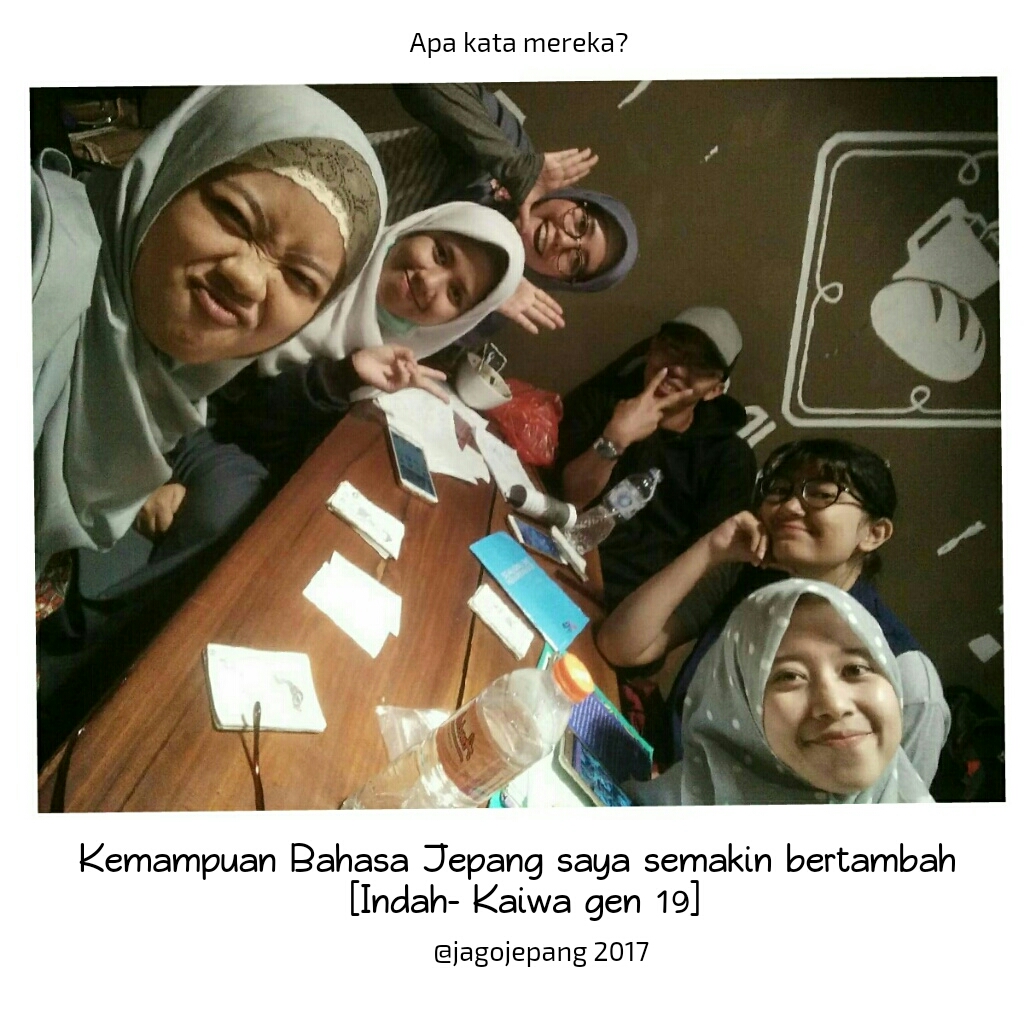 Apa kata mereka?
Kemampuan Bahasa Jepang saya semakin bertambah
[Indah- Kaiwa gen 19]
@jagojepang 2017